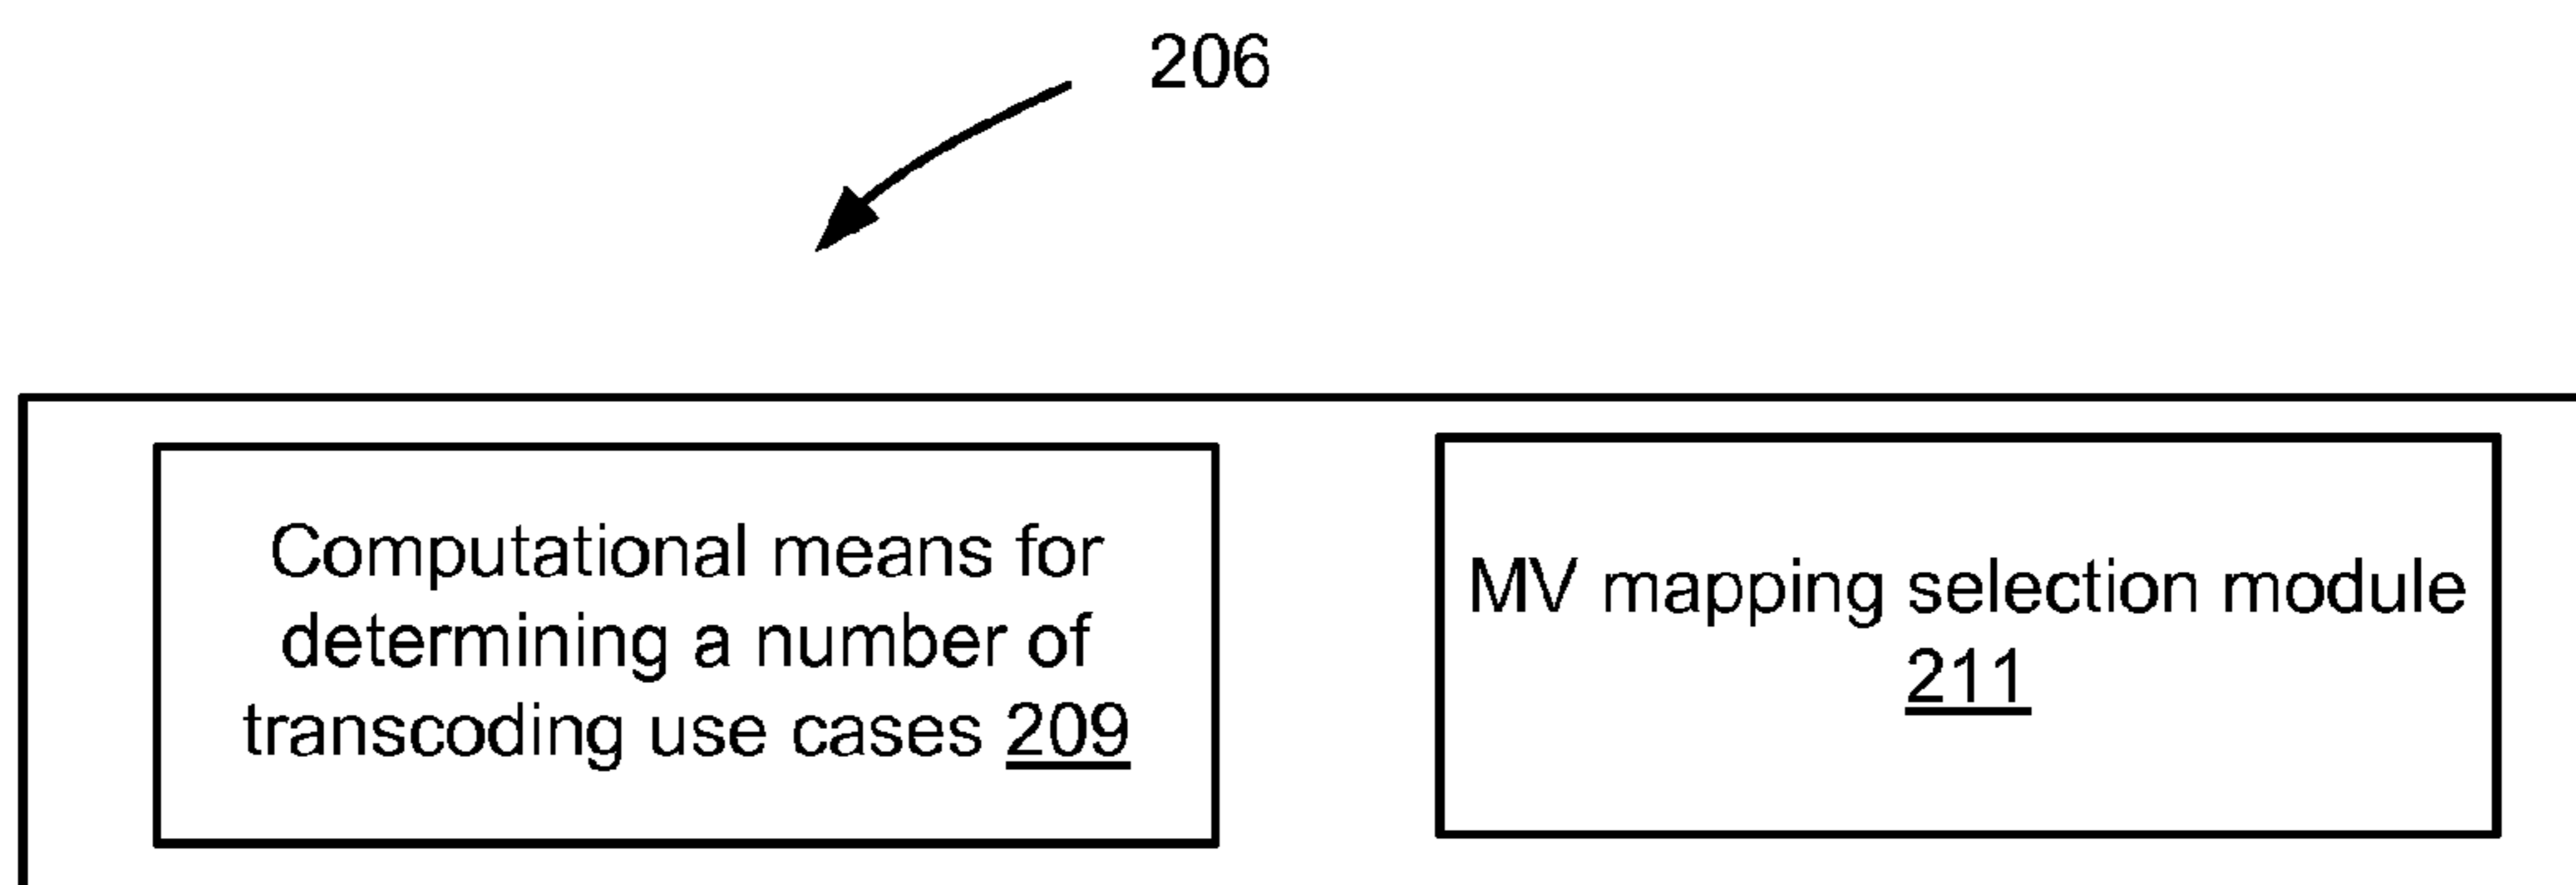 206
Computational means for
determining a number of
transcoding use cases 209
MV mapping selection module
211